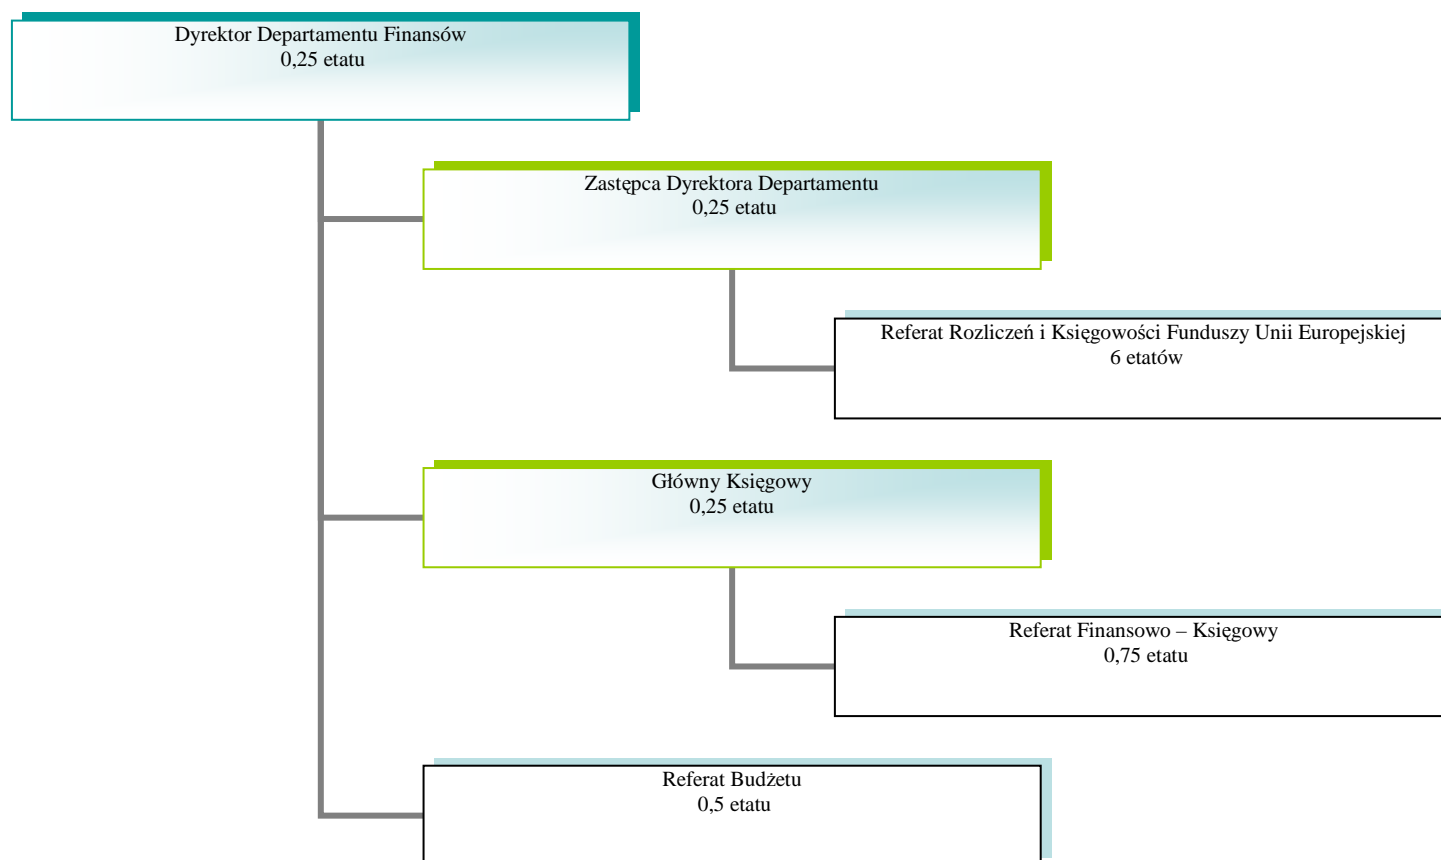 Dyrektor Departamentu Finansów
0,25 etatu
Zastępca Dyrektora Departamentu
0,25 etatu
Referat Rozliczeń i Księgowości Funduszy Unii Europejskiej
6 etatów
Główny Księgowy
0,25 etatu
Referat Finansowo – Księgowy
0,75 etatu
Referat Budżetu
0,5 etatu